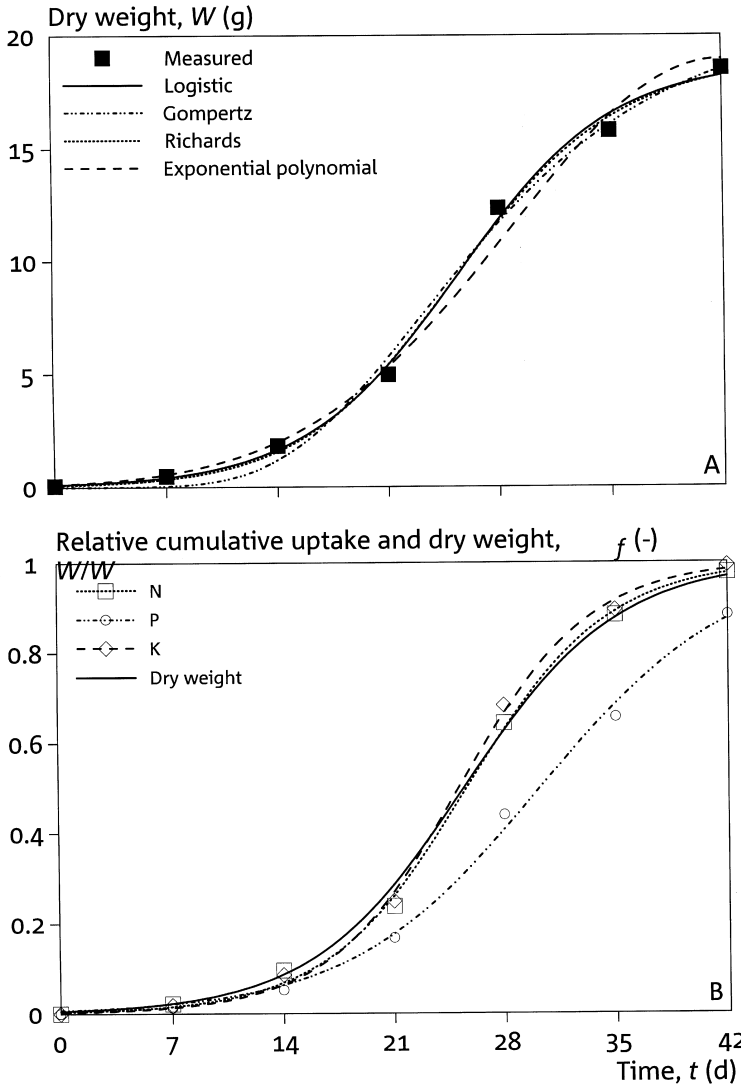 Dry weight, W (g)
20
Measured
Logistic
Gompertz
Richards
Exponential polynomial
15
10
5
0
A
Relative cumulative uptake and dry weight, f (-)
W/W
1
N
P
K
Dry weight
0.8
0.6
0.4
0.2
0
B
0 7 14 21 28 35 42
Time, t (d)